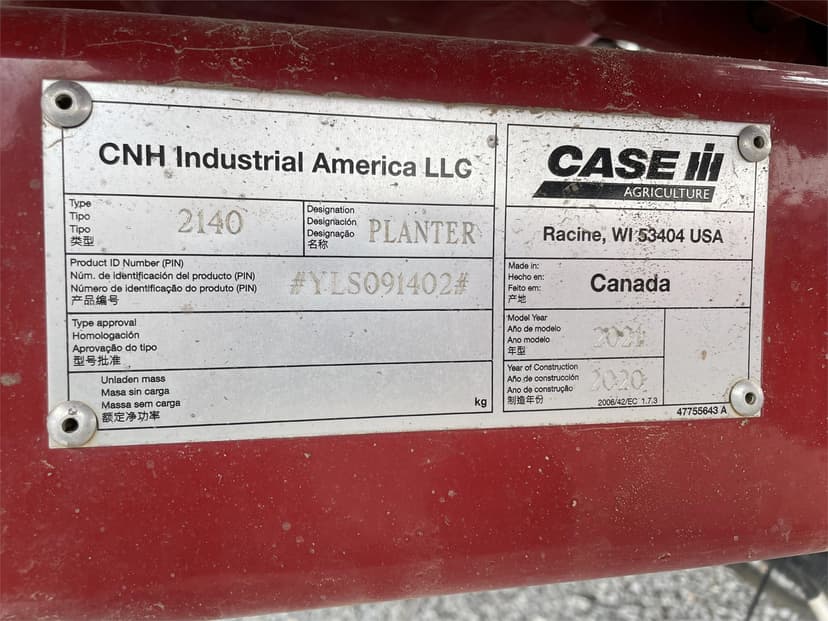 CNH Industrial America LLC
CASE IH
AGRICULTURE
Type
Tipo
Tipo
类型
2140
Designation
Designación
Designação
名称
PLANTER
Racine, WI 53404 USA
Product ID Number (PIN)
Núm. de identificación del producto (PIN)
Número de identificação do produto (PIN)
产品编号
#YLS091402#
Made in:
Hecho en:
Feito em:
产地
Canada
Type approval
Homologación
Aprovação do tipo
型号批准
Model Year
Año de modelo
Ano modelo
年型
2021
Unladen mass
Masa sin carga
Massa sem carga
额定净功率
kg
Year of Construction
Año de construcción
Ano de construção
制造年份
2020
2006/42/EC 1.7.3
47755643 A